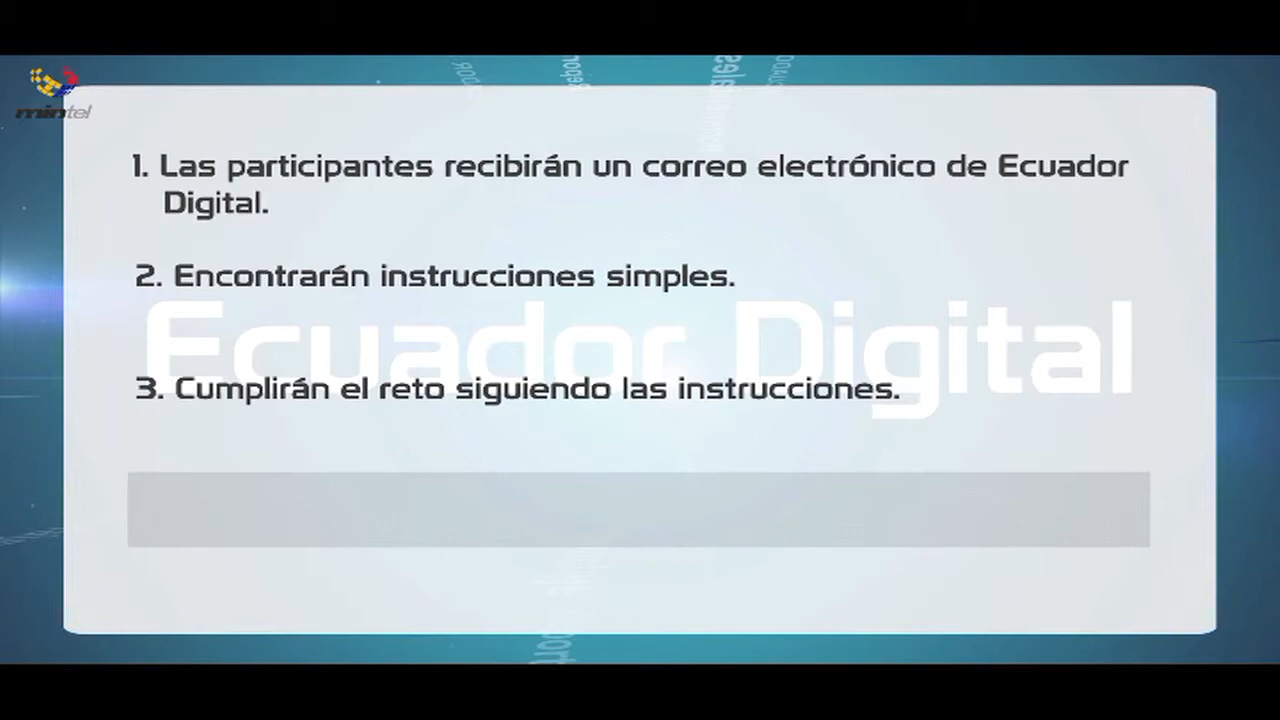 mintel
1. Las participantes recibirán un correo electrónico de Ecuador
Digital.
2. Encontrarán instrucciones simples.
Ecuador Digital
3. Cumplirán el reto siguiendo las instrucciones.